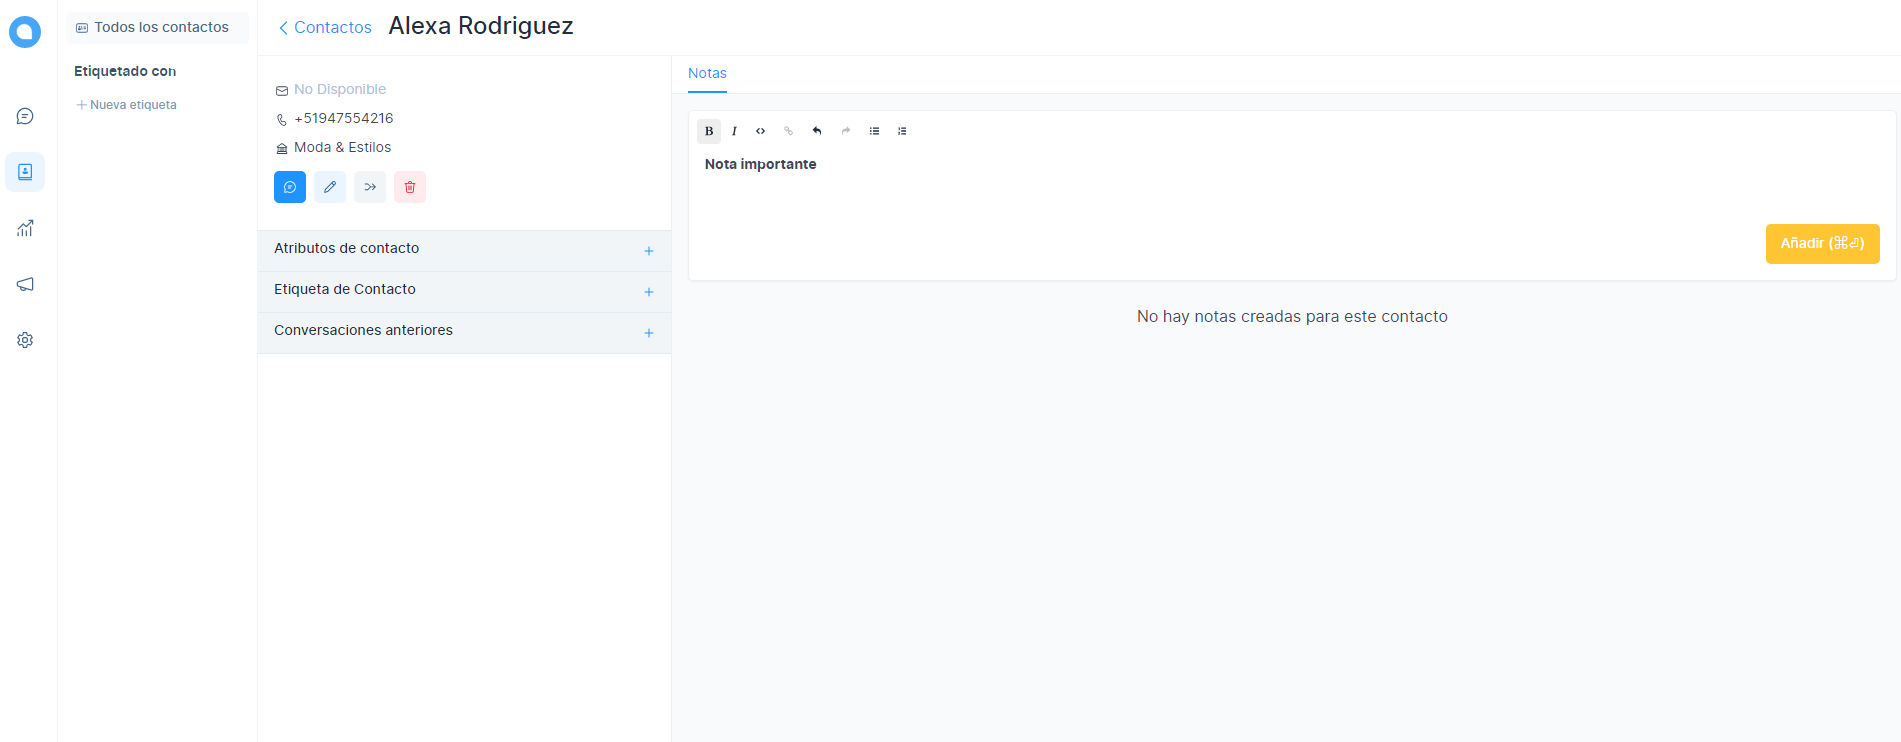 Todos los contactos
Etiquetado con
Nueva etiqueta
Contactos
Alexa Rodriguez
No Disponible
+51947554216
Moda & Estilos
Atributos de contacto
Etiqueta de Contacto
Conversaciones anteriores
Notas
B I
Nota importante
Añadir (⌘⏎)
No hay notas creadas para este contacto